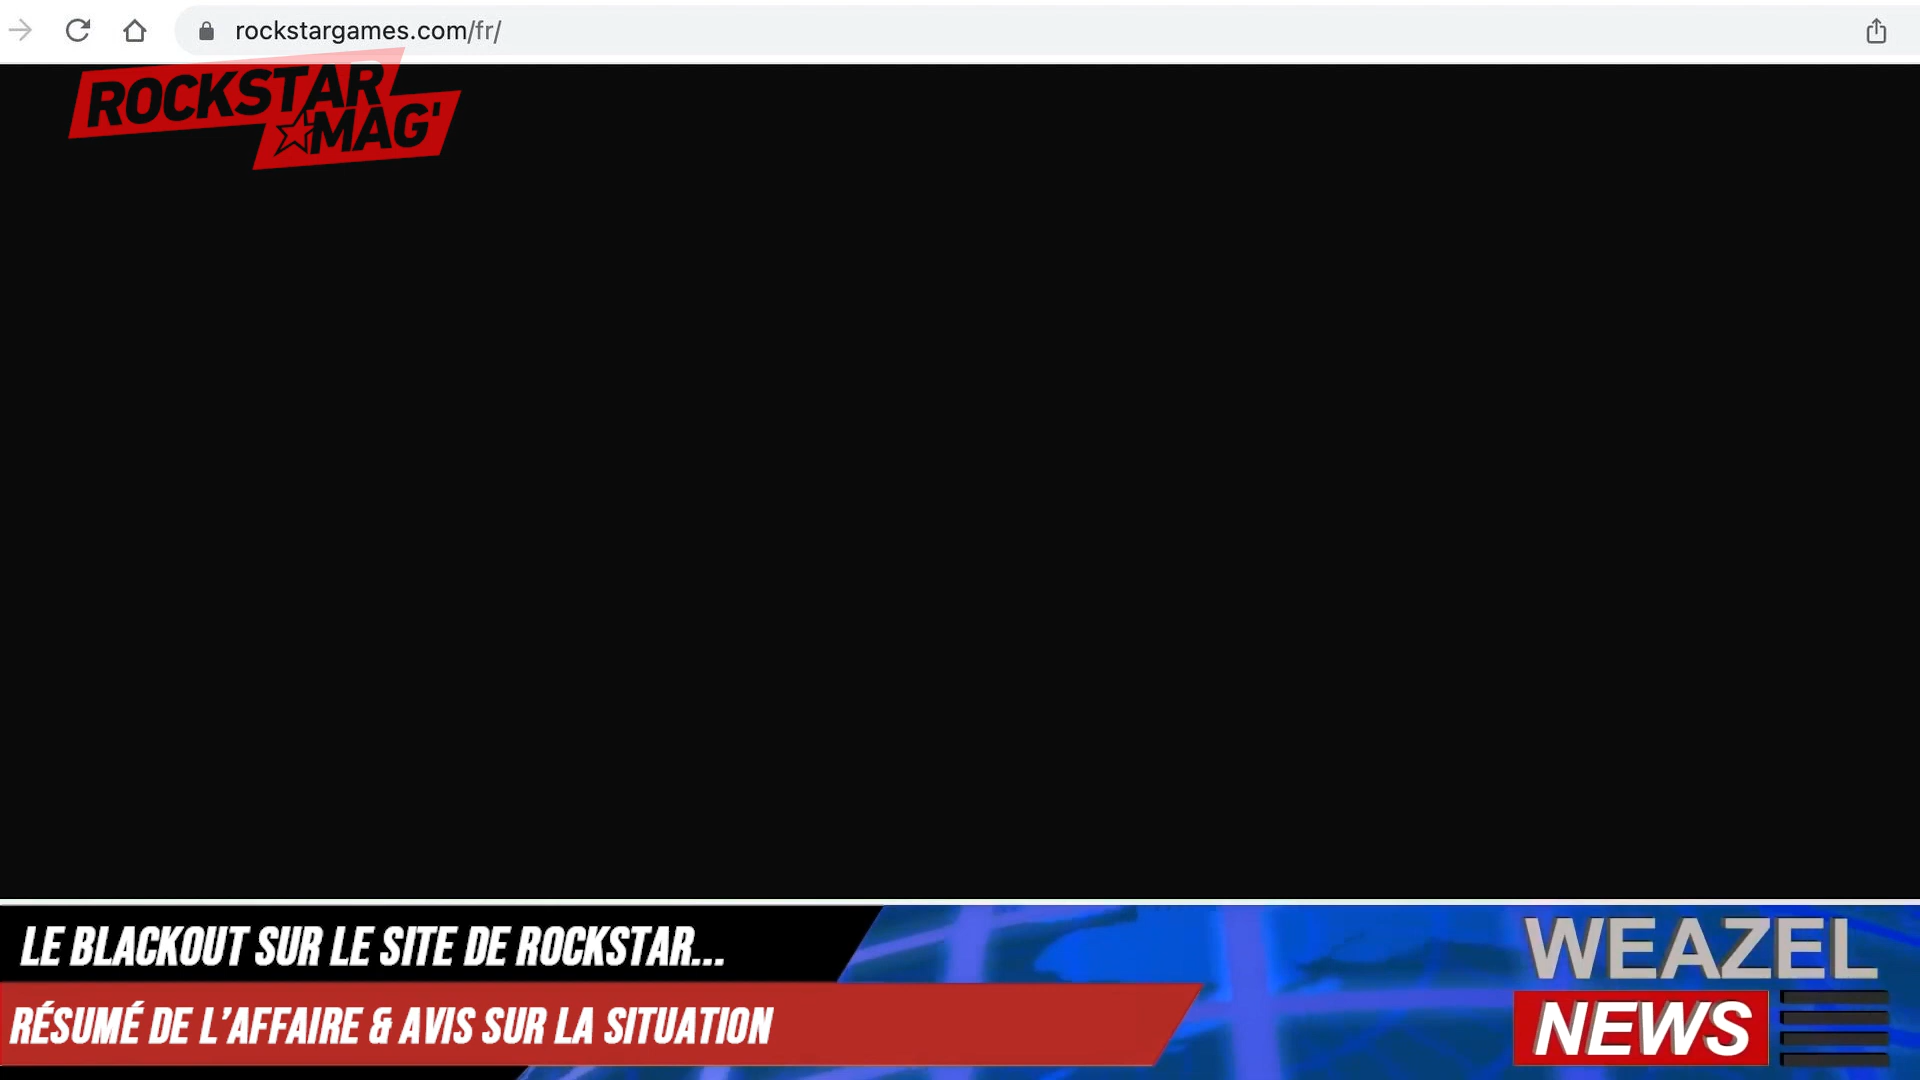 rockstargames.com/fr/
ROCKSTAR
MAG'
LE BLACKOUT SUR LE SITE DE ROCKSTAR...
RÉSUMÉ DE L'AFFAIRE & AVIS SUR LA SITUATION
WEAZEL
NEWS